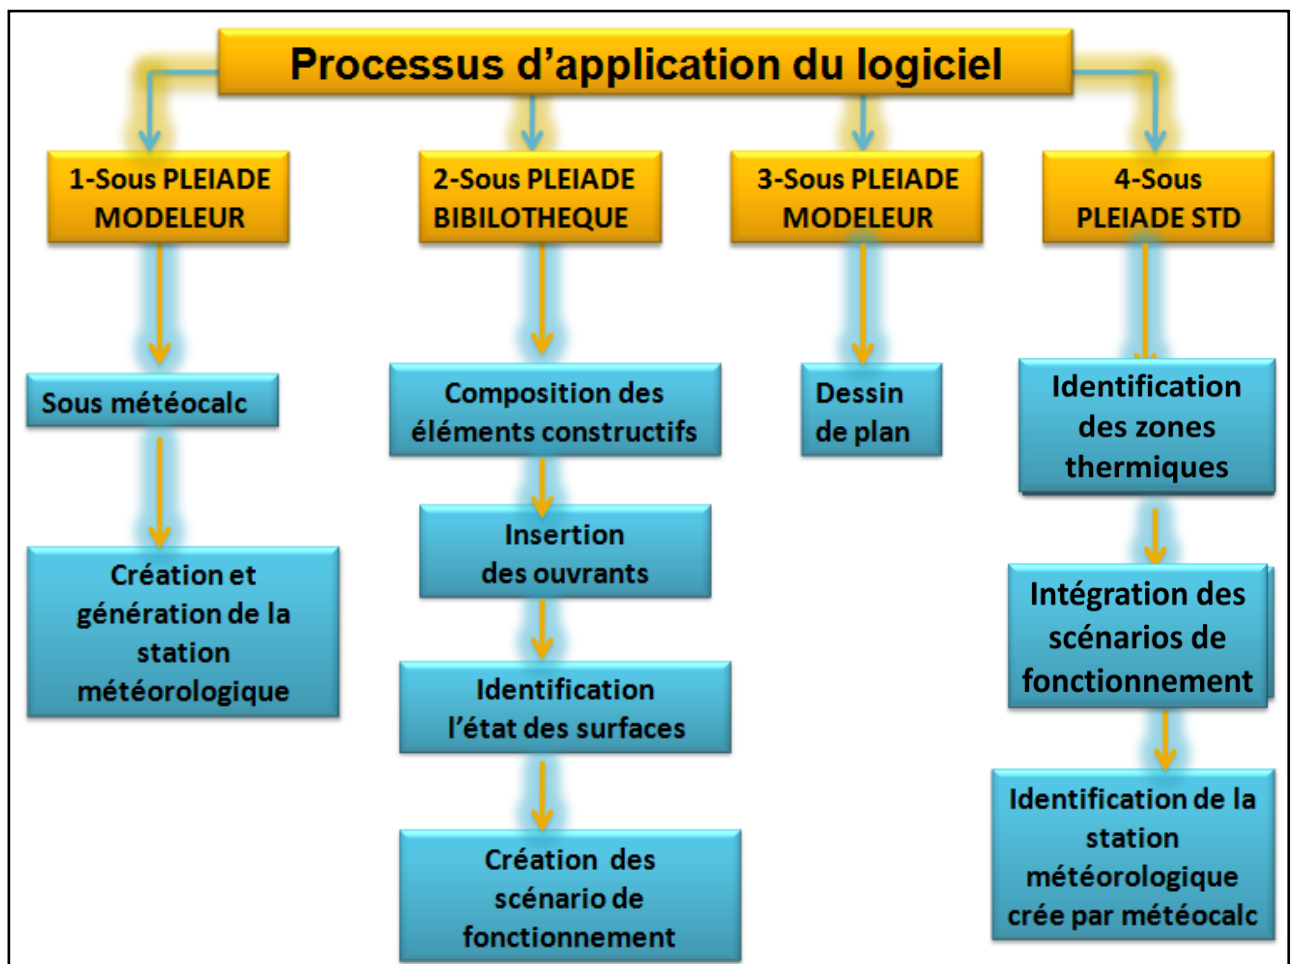 Processus d'application du logiciel
1-Sous PLEIADE
MODELEUR
Sous météocalc
Création et
génération de la
station
météorologique
2-Sous PLEIADE
BIBILOTHEQUE
Composition des
éléments constructifs
Insertion
des ouvrants
Identification
l'état des surfaces
Création des
scénario de
fonctionnement
3-Sous PLEIADE
MODELEUR
Dessin
de plan
4-Sous
PLEIADE STD
Identification
des zones
thermiques
Intégration des
scénarios de
fonctionnement
Identification de la
station
météorologique
crée par météocalc